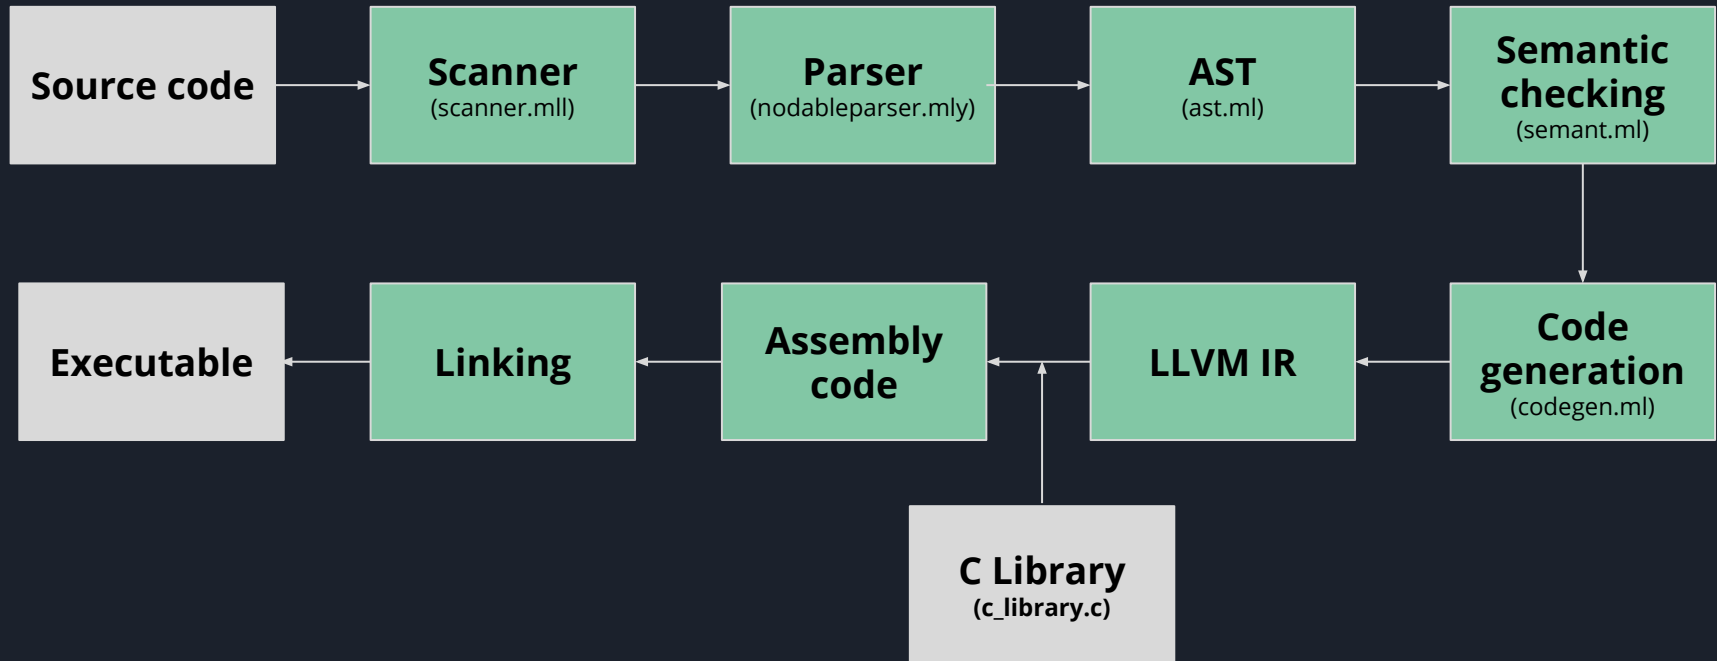 Source code
Scanner
(scanner.mll)
Parser
(nodableparser.mly)
AST
(ast.ml)
Semantic
checking
(semant.ml)
Executable
Linking
Assembly
code
LLVM IR
Code
generation
(codegen.ml)
C Library
(c_library.c)